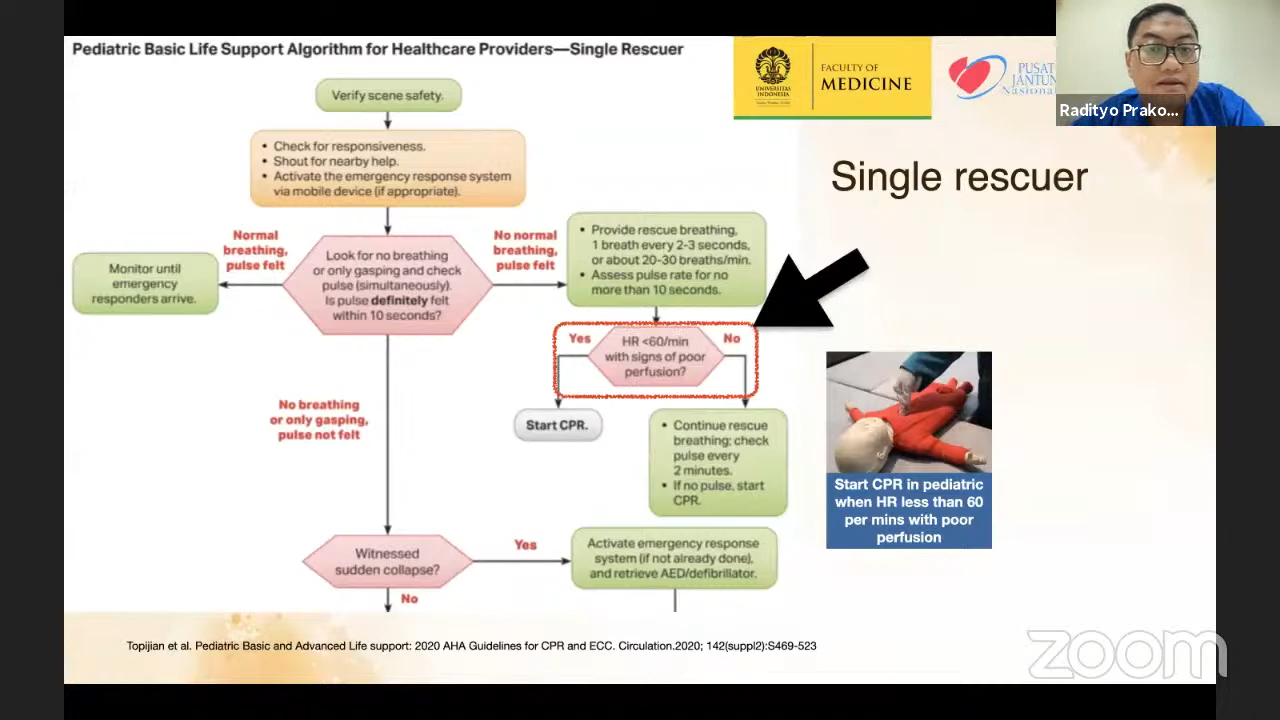 Pediatric Basic Life Support Algorithm for Healthcare Providers—Single Rescuer
UNIVERSITAS
INDONESIA
FACULTY OF
MEDICINE
PUSAT
JANTUN
Nasional
Radityo Prako...
Single rescuer
Verify scene safety.
• Check for responsiveness.
• Shout for nearby help.
• Activate the emergency response system
via mobile device (if appropriate).
Normal
breathing,
pulse felt
No normal
breathing,
pulse felt
Monitor until
emergency
responders arrive.
Look for no breathing
or only gasping and check
pulse (simultaneously).
Is pulse definitely felt
within 10 seconds?
• Provide rescue breathing,
1 breath every 2-3 seconds,
or about 20-30 breaths/min.
• Assess pulse rate for no
more than 10 seconds.
Yes
HR <60/min
with signs of poor
perfusion?
No
No breathing
or only gasping,
pulse not felt
Start CPR.
• Continue rescue
breathing; check
pulse every
2 minutes.
• If no pulse, start
CPR.
Start CPR in pediatric
when HR less than 60
per mins with poor
perfusion
Witnessed
sudden collapse?
Yes
Activate emergency response
system (if not already done),
and retrieve AED/defibrillator.
No
Topijian et al. Pediatric Basic and Advanced Life support: 2020 AHA Guidelines for CPR and ECC. Circulation.2020; 142(suppl2):S469-523
zoom